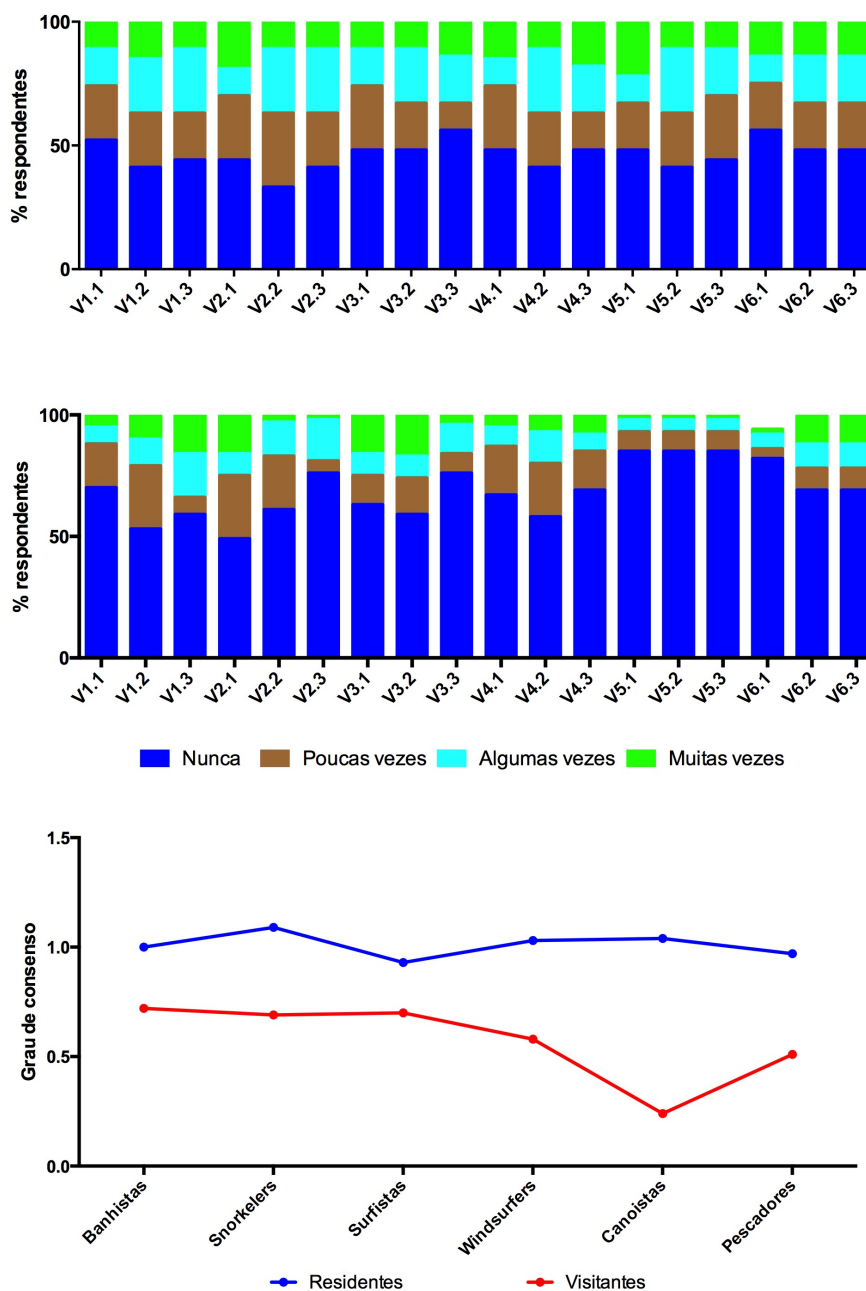 % respondentes
100
50
0
V1.1 V1.2 V1.3 V2.1 V2.2 V2.3 V3.1 V3.2 V3.3 V4.1 V4.2 V4.3 V5.1 V5.2 V5.3 V6.1 V6.2 V6.3
% respondentes
100
50
0
V1.1 V1.2 V1.3 V2.1 V2.2 V2.3 V3.1 V3.2 V3.3 V4.1 V4.2 V4.3 V5.1 V5.2 V5.3 V6.1 V6.2 V6.3
Nunca Poucas vezes Algumas vezes Muitas vezes
Grau de consenso
1.5
1.0
0.5
0.0
Banhistas Snorkelers Surfistas Windsurfers Canoistas Pescadores
Residentes Visitantes